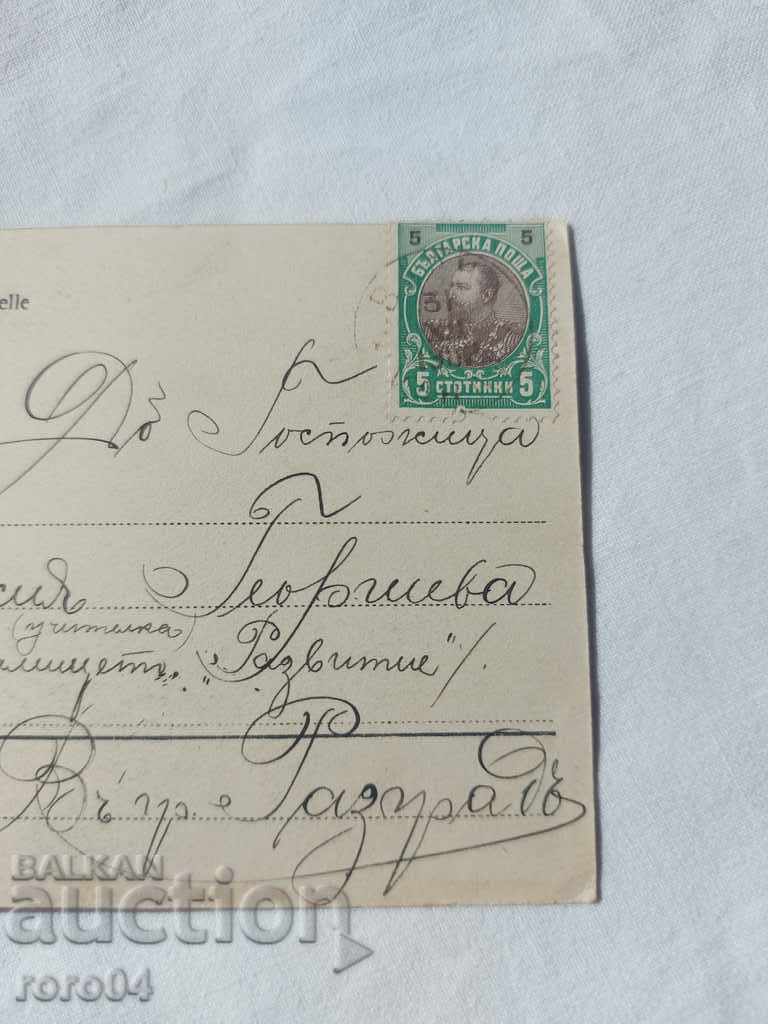 elle
5 5
БЪЛГАРСКА ПОЩА
5 СТОТИНКИ 5
До Госпожица
Георгиева
(учителка)
лището „Развитие"/.
Въ гр. Разградъ
BALKAN
auction
roro04